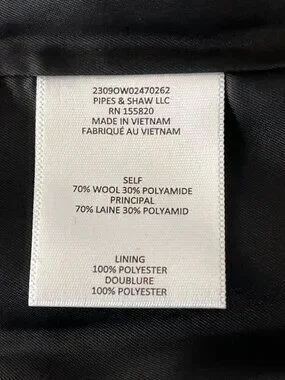 2309OW02470262
PIPES & SHAW LLC
RN 155820
MADE IN VIETNAM
FABRIQUÉ AU VIETNAM
SELF
70% WOOL 30% POLYAMIDE
PRINCIPAL
70% LAINE 30% POLYAMID
LINING
100% POLYESTER
DOUBLURE
100% POLYESTER